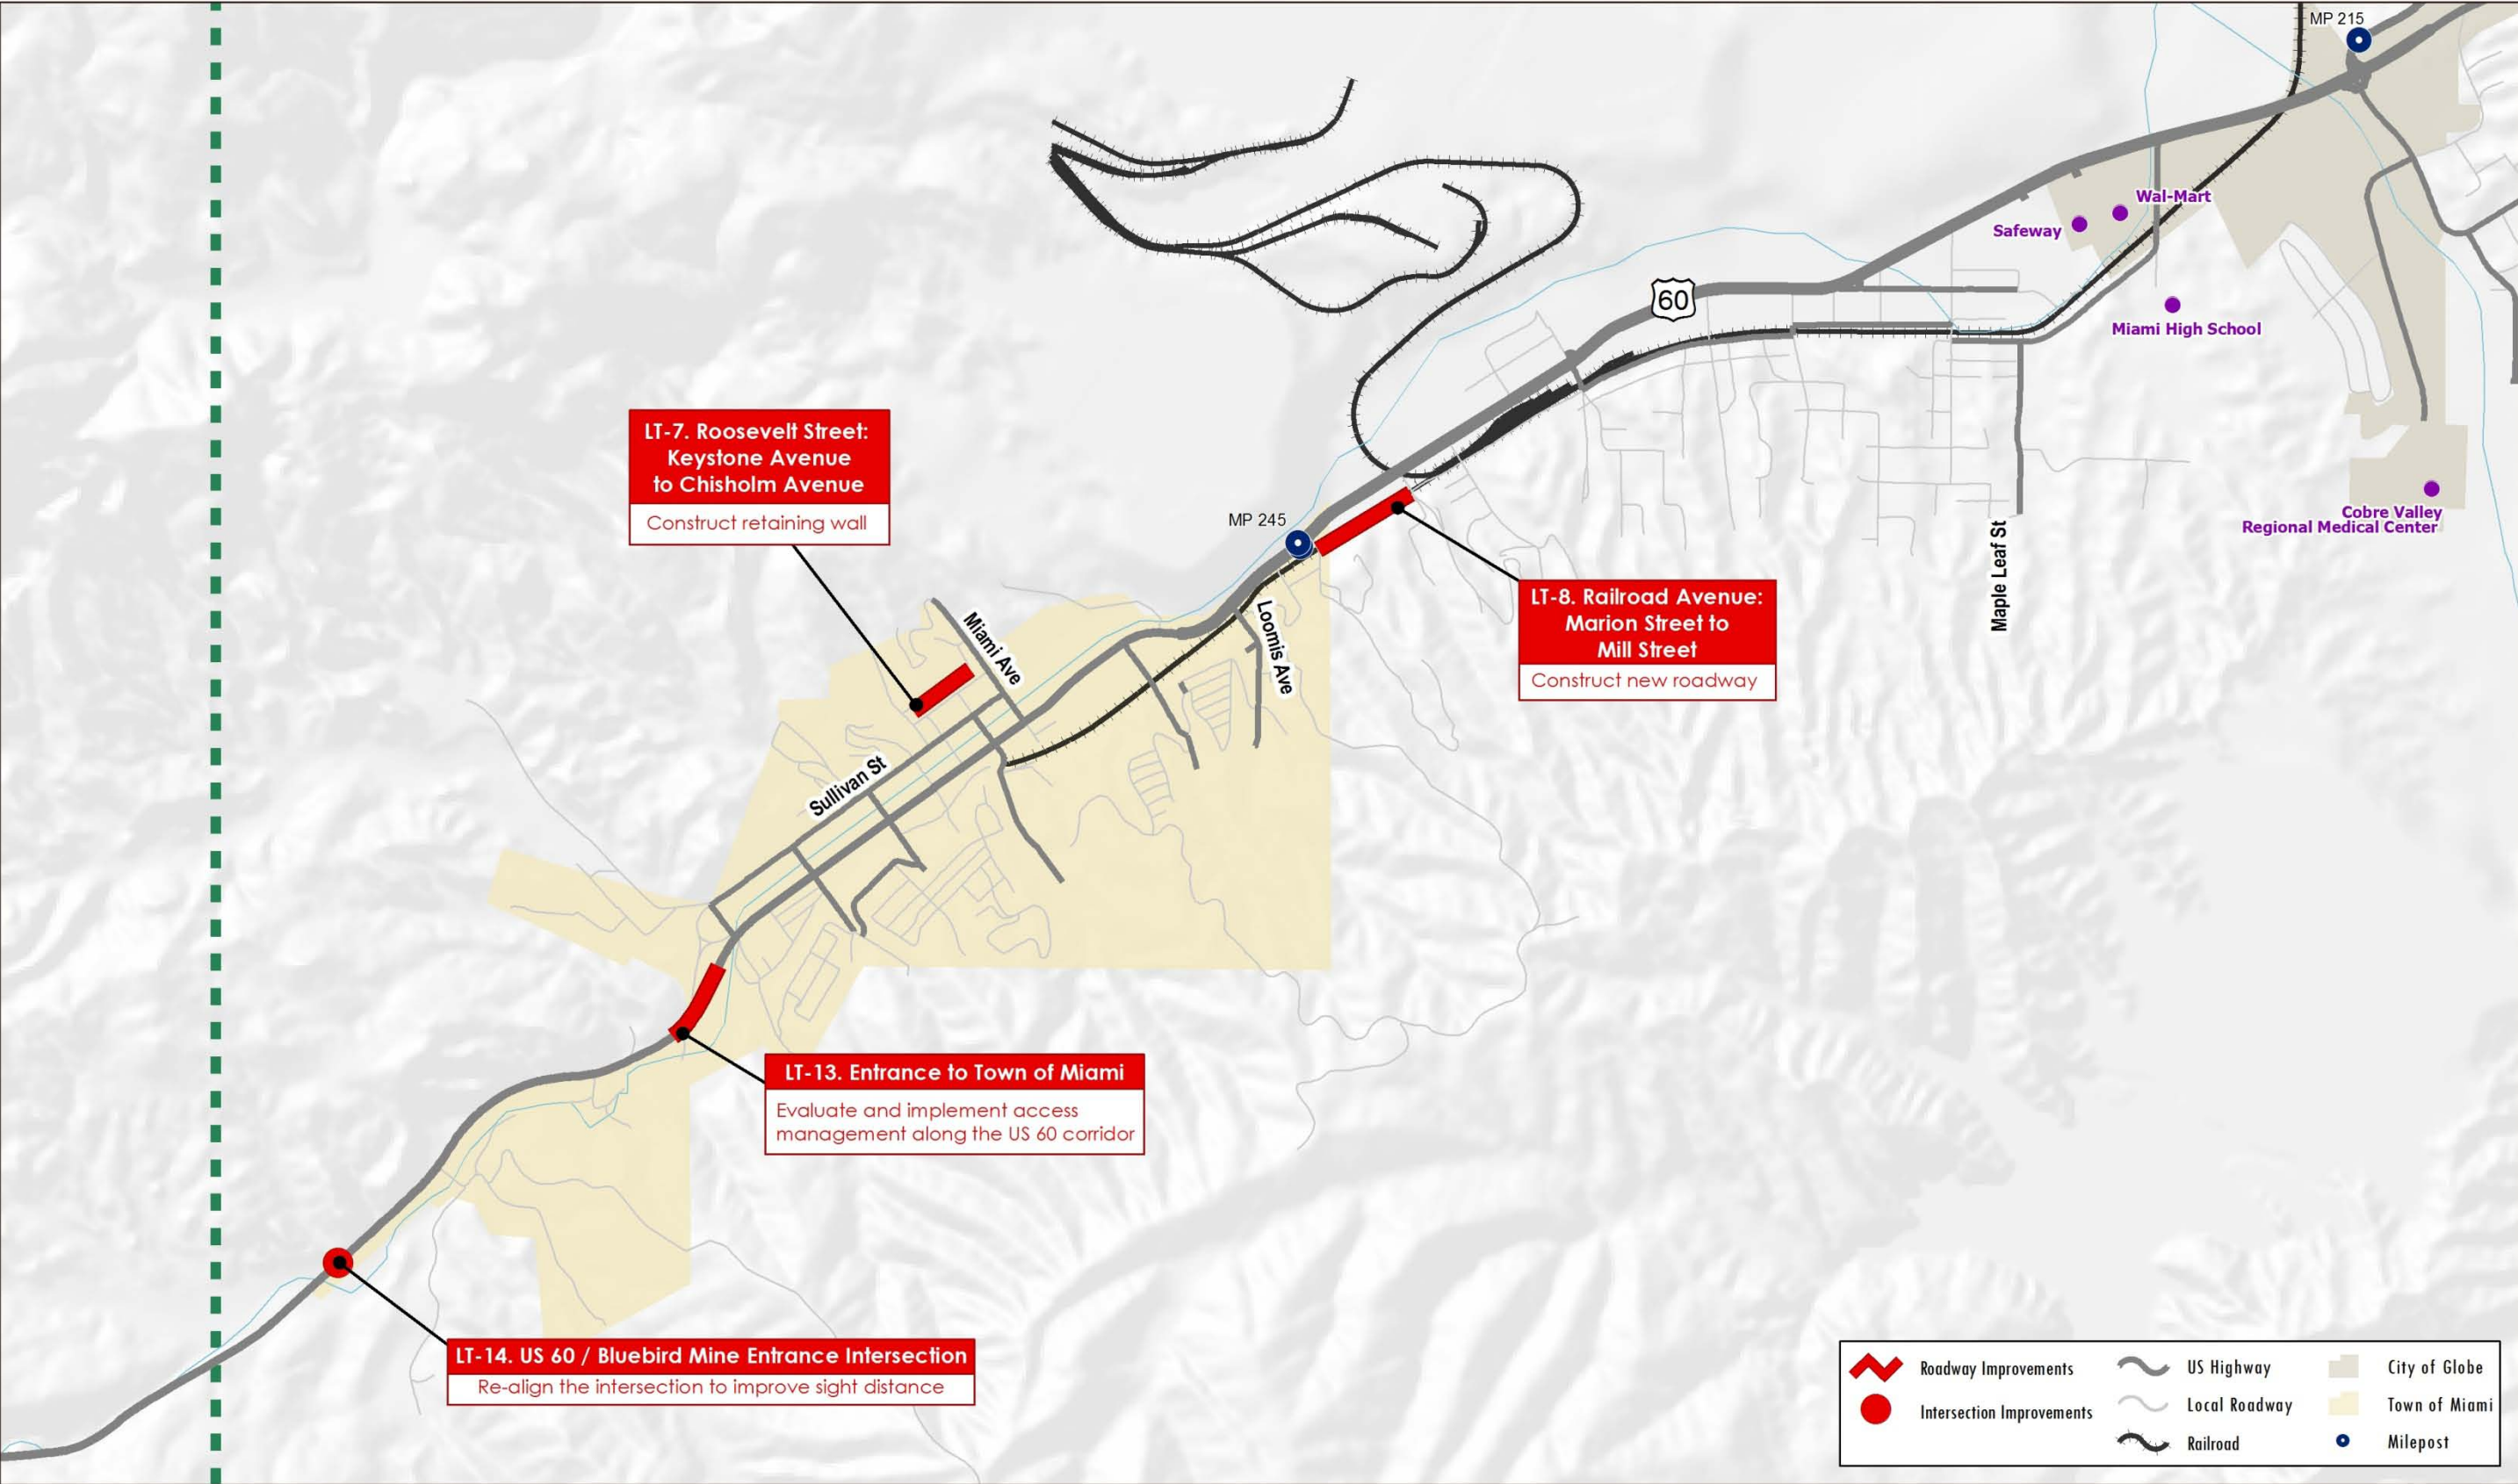 MP 215
Wal-Mart
Safeway
60
Miami High School
LT-7. Roosevelt Street:
Keystone Avenue
to Chisholm Avenue
Construct retaining wall
MP 245
Cobre Valley
Regional Medical Center
Maple Leaf St
LT-8. Railroad Avenue:
Marion Street to
Mill Street
Construct new roadway
Miami Ave
Loomis Ave
Sullivan St
LT-13. Entrance to Town of Miami
Evaluate and implement access
management along the US 60 corridor
LT-14. US 60 / Bluebird Mine Entrance Intersection
Re-align the intersection to improve sight distance
Roadway Improvements
Intersection Improvements
US Highway
Local Roadway
Railroad
City of Globe
Town of Miami
Milepost